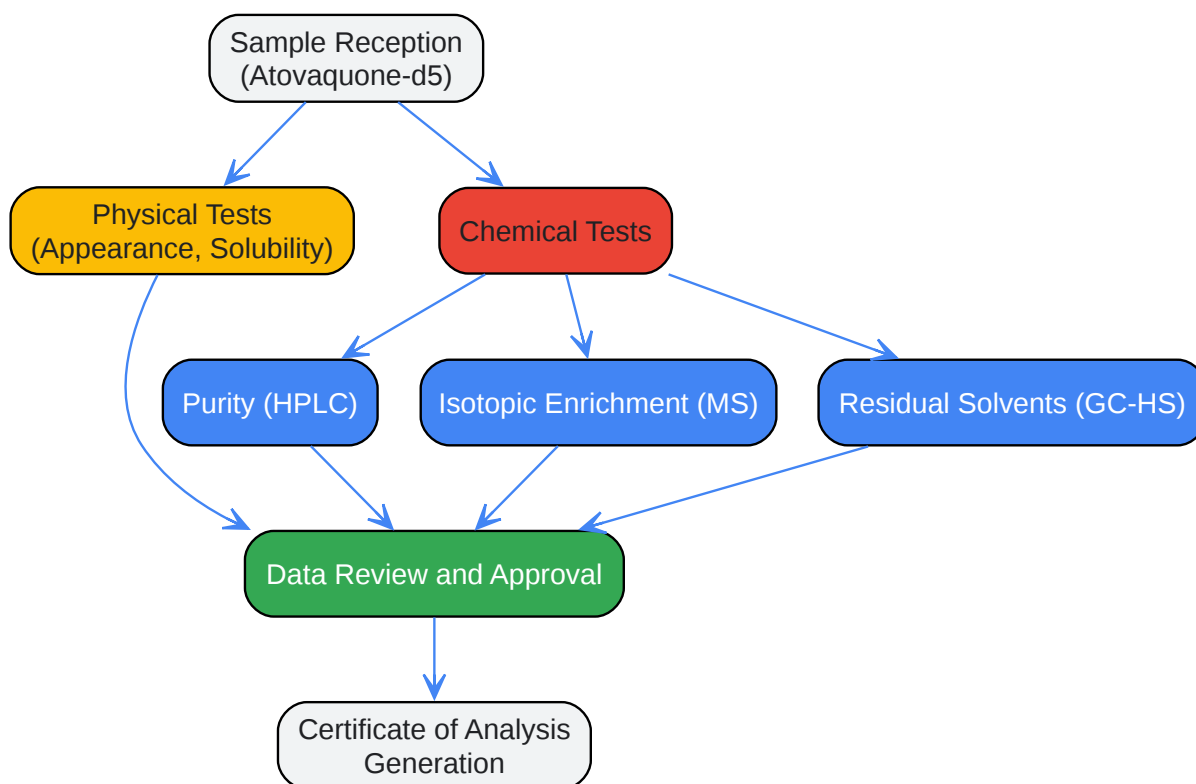 Sample Reception
(Atovaquone-d5)
Physical Tests
(Appearance, Solubility)
Chemical Tests
Purity (HPLC)
Isotopic Enrichment (MS)
Residual Solvents (GC-HS)
Data Review and Approval
Certificate of Analysis
Generation